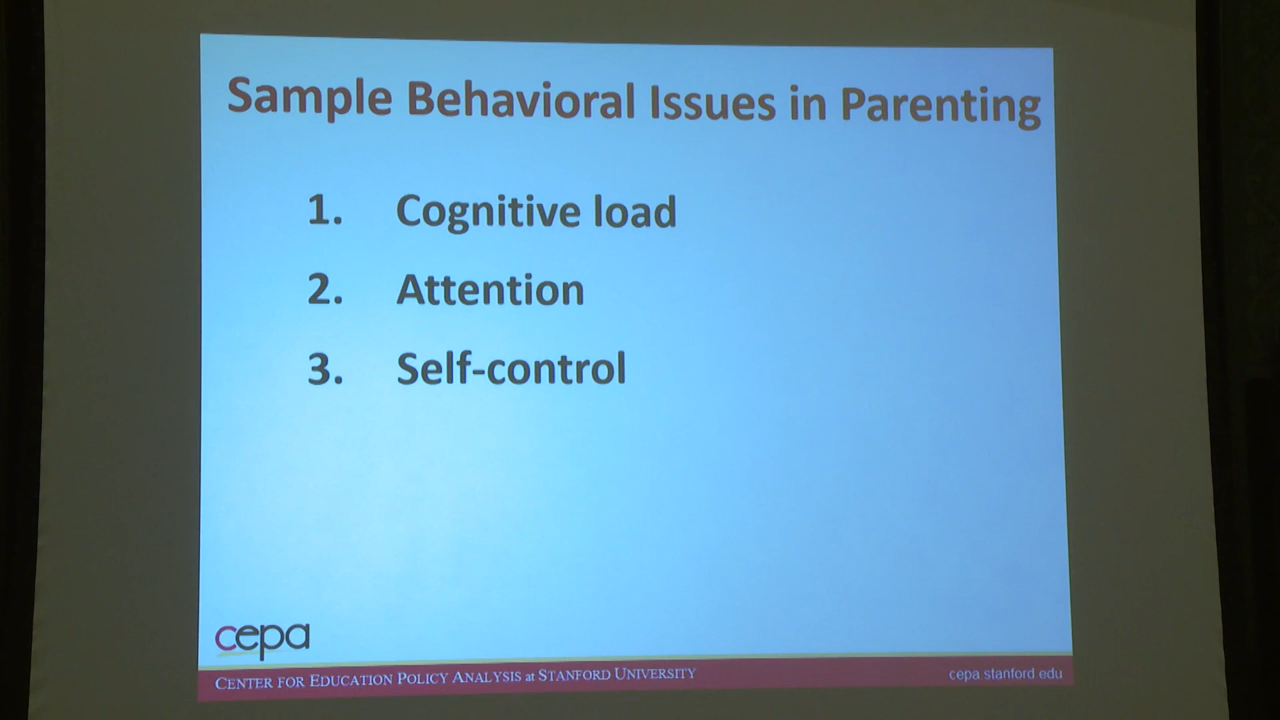 Sample Behavioral Issues in Parenting
1. Cognitive load
2. Attention
3. Self-control
cepa
CENTER FOR EDUCATION POLICY ANALYSIS at STANFORD UNIVERSITY
cepa.stanford.edu